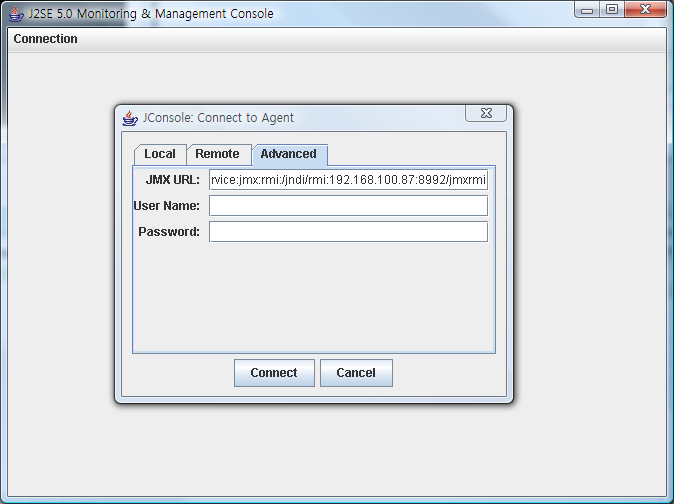 J2SE 5.0 Monitoring & Management Console
Connection
JConsole: Connect to Agent
Local Remote Advanced
JMX URL: rvice:jmx:rmi:/jndi/rmi:192.168.100.87:8992/jmxrmi
User Name:
Password:
Connect Cancel